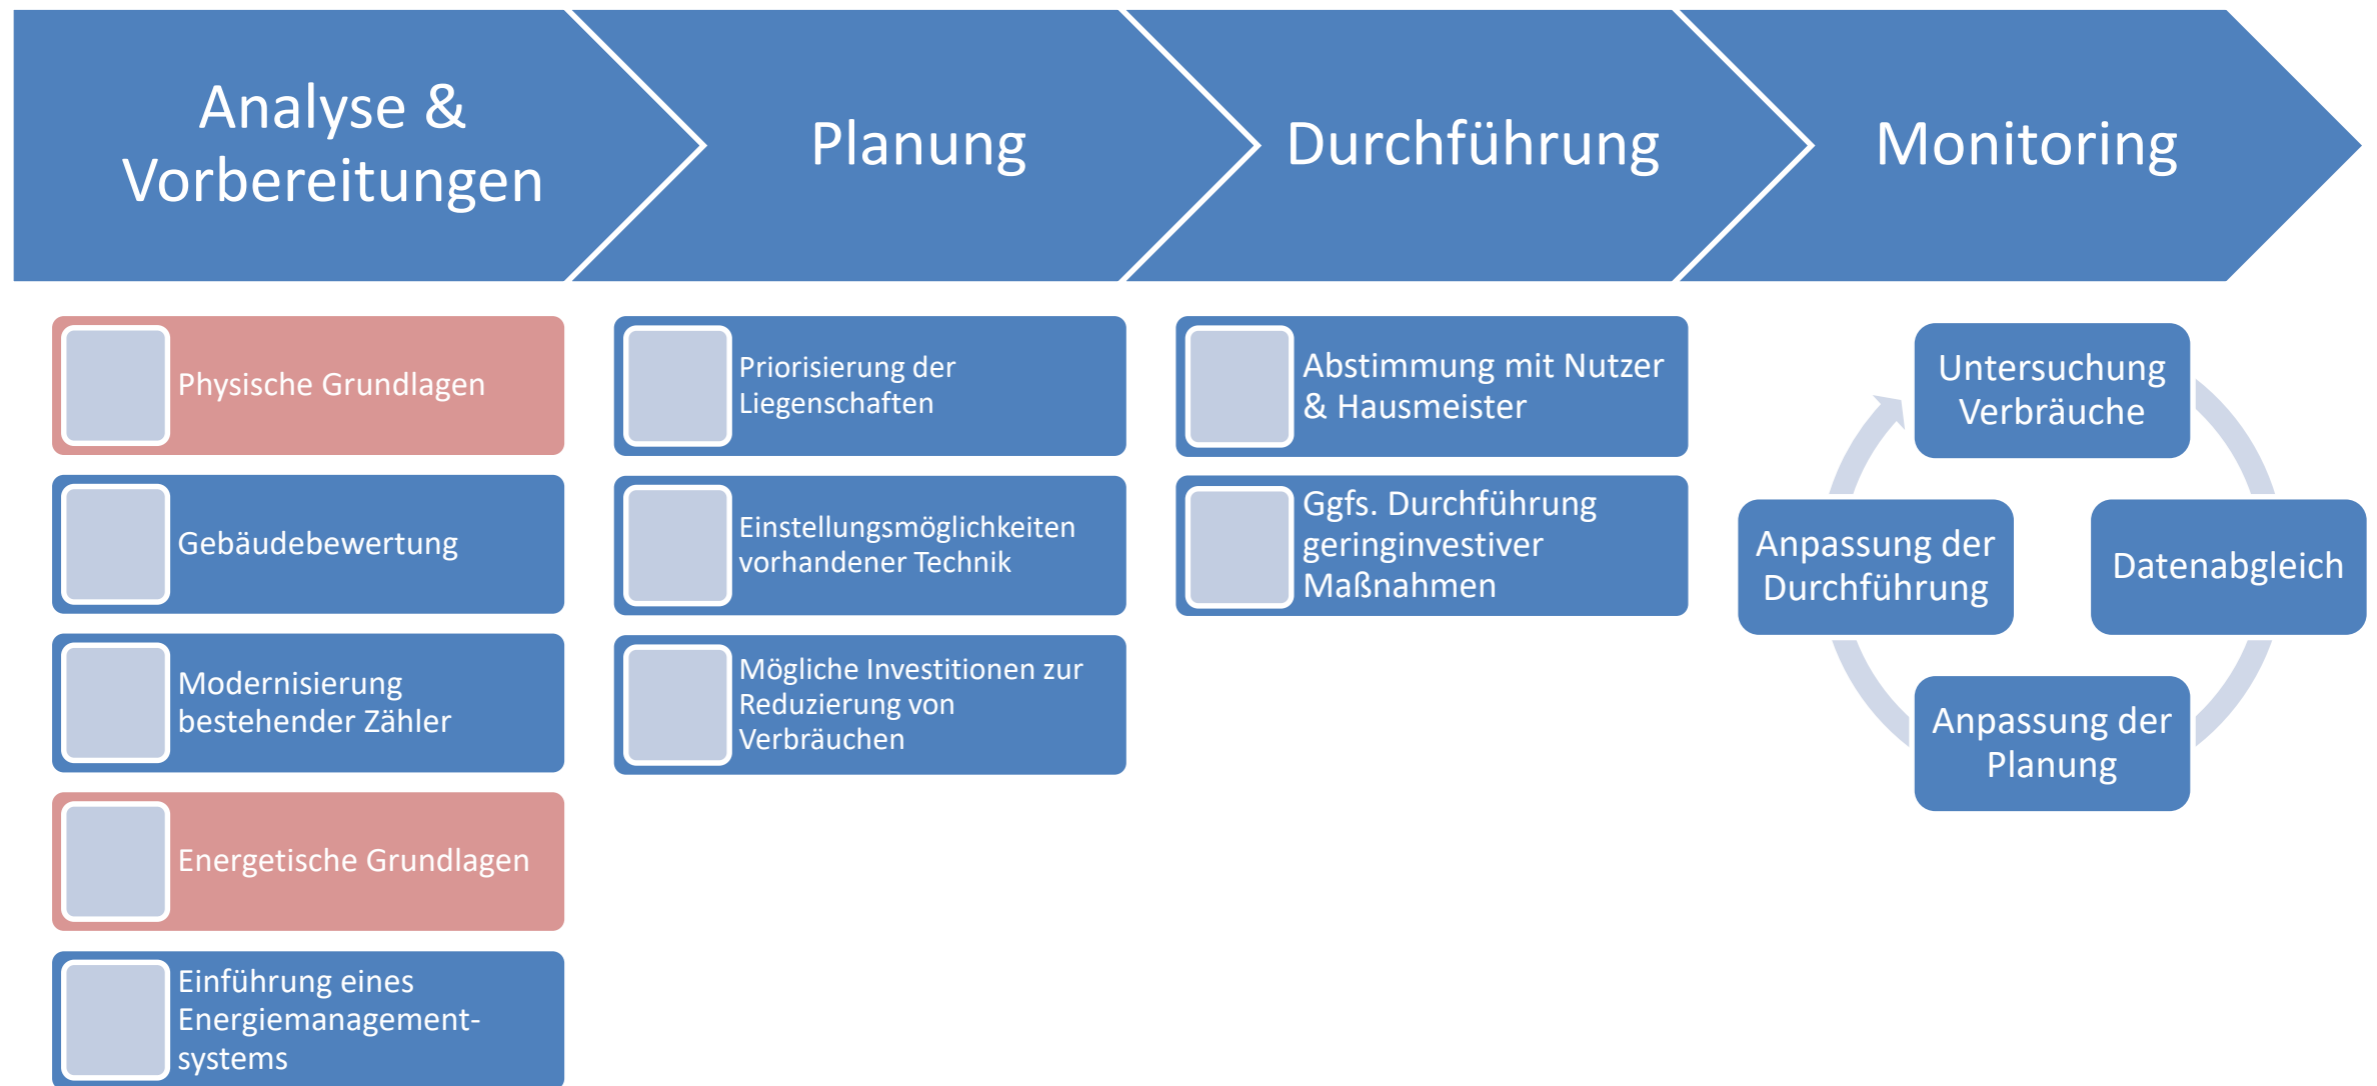 Analyse &
Vorbereitungen
Planung
Durchführung
Monitoring
Physische Grundlagen
Gebäudebewertung
Modernisierung
bestehender Zähler
Energetische Grundlagen
Einführung eines
Energiemanagement-
systems
Priorisierung der
Liegenschaften
Einstellungsmöglichkeiten
vorhandener Technik
Mögliche Investitionen zur
Reduzierung von
Verbräuchen
Abstimmung mit Nutzer
& Hausmeister
Ggfs. Durchführung
geringinvestiver
Maßnahmen
Untersuchung
Verbräuche
Datenabgleich
Anpassung der
Planung
Anpassung der
Durchführung